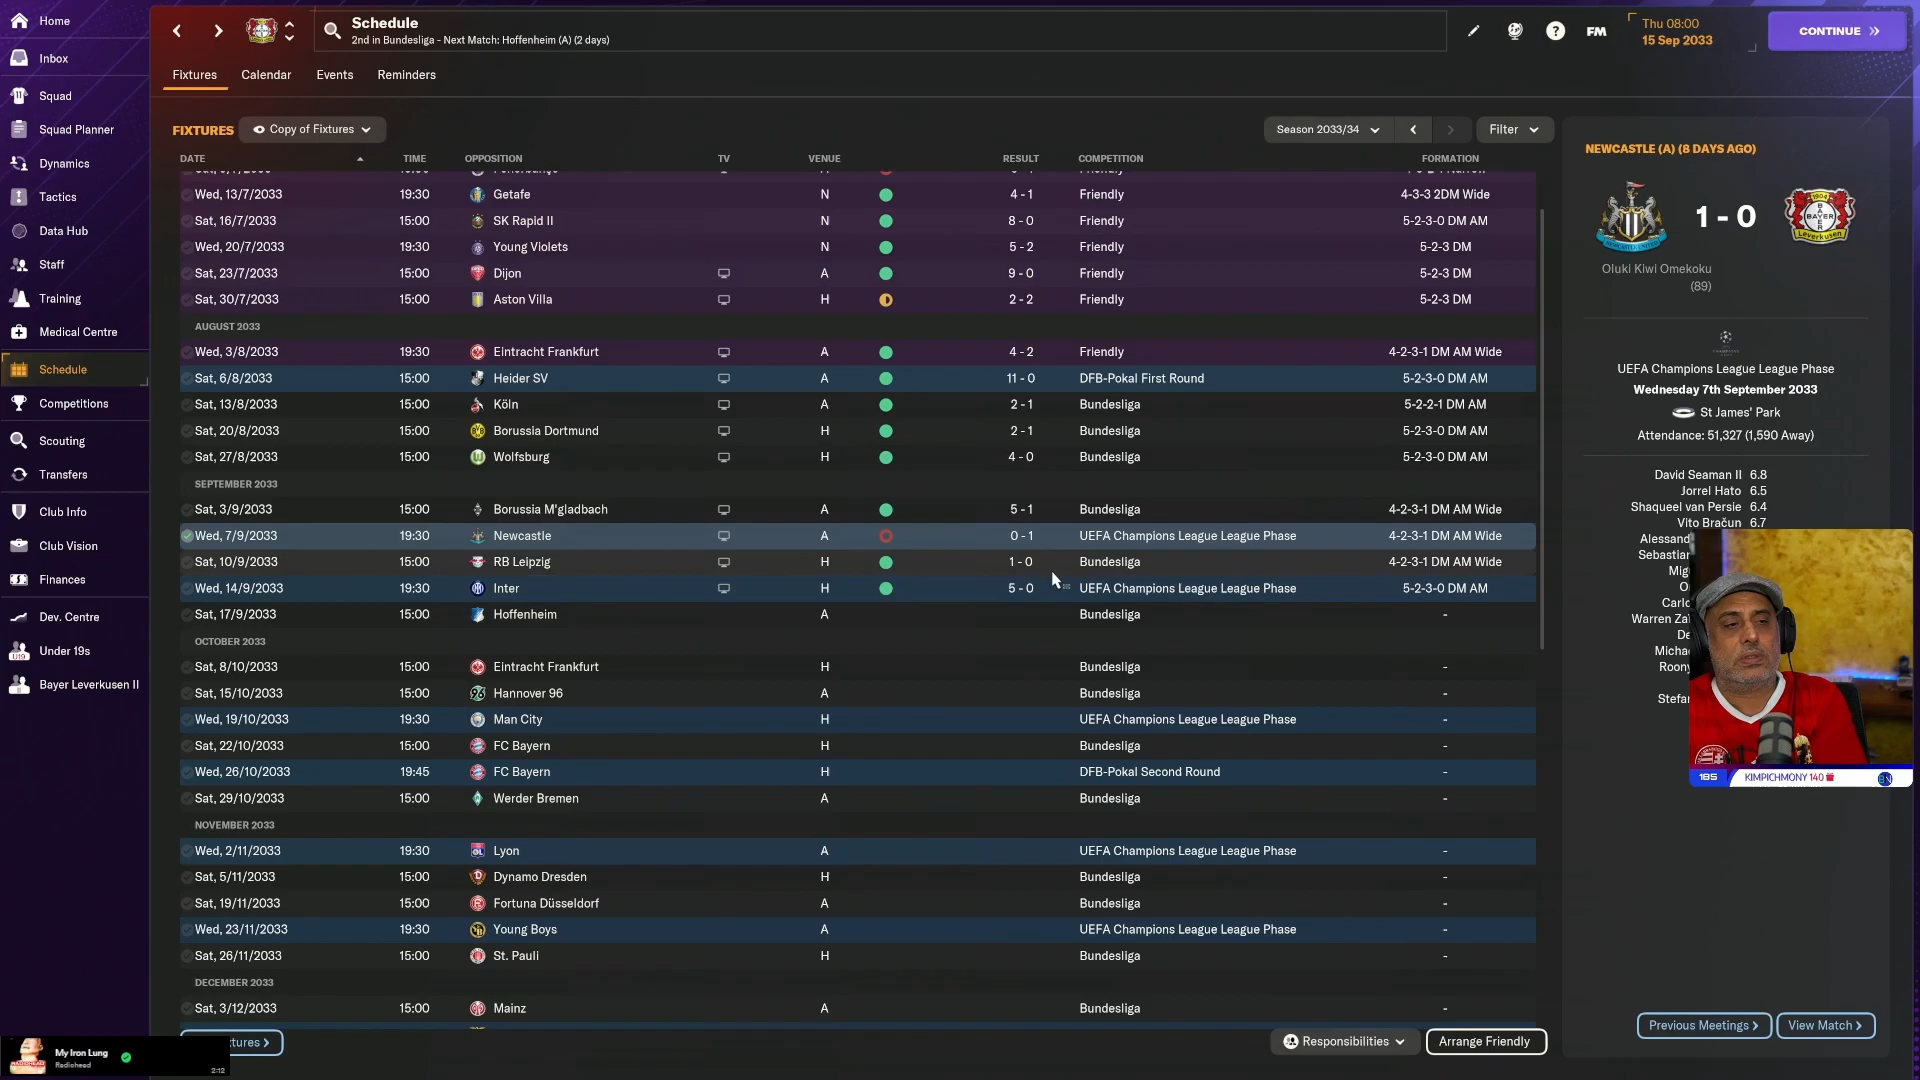 Home
Inbox
Squad
Squad Planner
Dynamics
Tactics
Data Hub
Staff
Training
Medical Centre
Schedule
Competitions
Scouting
Transfers
Club Info
Club Vision
Finances
Dev. Centre
Under 19s
Bayer Leverkusen II
Schedule
2nd in Bundesliga - Next Match: Hoffenheim (A) (2 days)
FM
Thu 08:00
15 Sep 2033
CONTINUE
Fixtures Calendar Events Reminders
FIXTURES Copy of Fixtures Season 2033/34 Filter
DATE TIME OPPOSITION TV VENUE RESULT COMPETITION FORMATION
Wed, 13/7/2033 19:30 Getafe N 4 - 1 Friendly 4-3-3 2DM Wide
Sat, 16/7/2033 15:00 SK Rapid II N 8 - 0 Friendly 5-2-3-0 DM AM
Wed, 20/7/2033 19:30 Young Violets N 5 - 2 Friendly 5-2-3 DM
Sat, 23/7/2033 15:00 Dijon A 9 - 0 Friendly 5-2-3 DM
Sat, 30/7/2033 15:00 Aston Villa H 2 - 2 Friendly 5-2-3 DM
AUGUST 2033
Wed, 3/8/2033 19:30 Eintracht Frankfurt A 4 - 2 Friendly 4-2-3-1 DM AM Wide
Sat, 6/8/2033 15:00 Heider SV A 11 - 0 DFB-Pokal First Round 5-2-3-0 DM AM
Sat, 13/8/2033 15:00 Köln A 2 - 1 Bundesliga 5-2-2-1 DM AM
Sat, 20/8/2033 15:00 Borussia Dortmund H 2 - 1 Bundesliga 5-2-3-0 DM AM
Sat, 27/8/2033 15:00 Wolfsburg H 4 - 0 Bundesliga 5-2-3-0 DM AM
SEPTEMBER 2033
Sat, 3/9/2033 15:00 Borussia M'gladbach A 5 - 1 Bundesliga 4-2-3-1 DM AM Wide
Wed, 7/9/2033 19:30 Newcastle A 0 - 1 UEFA Champions League League Phase 4-2-3-1 DM AM Wide
Sat, 10/9/2033 15:00 RB Leipzig H 1 - 0 Bundesliga 4-2-3-1 DM AM Wide
Wed, 14/9/2033 19:30 Inter H 5 - 0 UEFA Champions League League Phase 5-2-3-0 DM AM
Sat, 17/9/2033 15:00 Hoffenheim A Bundesliga -
OCTOBER 2033
Sat, 8/10/2033 15:00 Eintracht Frankfurt H Bundesliga -
Sat, 15/10/2033 15:00 Hannover 96 A Bundesliga -
Wed, 19/10/2033 19:30 Man City H UEFA Champions League League Phase -
Sat, 22/10/2033 15:00 FC Bayern H Bundesliga -
Wed, 26/10/2033 19:45 FC Bayern H DFB-Pokal Second Round -
Sat, 29/10/2033 15:00 Werder Bremen A Bundesliga -
NOVEMBER 2033
Wed, 2/11/2033 19:30 Lyon A UEFA Champions League League Phase -
Sat, 5/11/2033 15:00 Dynamo Dresden H Bundesliga -
Sat, 19/11/2033 15:00 Fortuna Düsseldorf A Bundesliga -
Wed, 23/11/2033 19:30 Young Boys A UEFA Champions League League Phase -
Sat, 26/11/2033 15:00 St. Pauli H Bundesliga -
DECEMBER 2033
Sat, 3/12/2033 15:00 Mainz A Bundesliga -
xtures
Responsibilities
Arrange Friendly
NEWCASTLE (A) (8 DAYS AGO)
1 - 0
Oluki Kiwi Omekoku
(89)
UEFA Champions League League Phase
Wednesday 7th September 2033
St James' Park
Attendance: 51,327 (1,590 Away)
David Seaman II 6.8
Jorrel Hato 6.5
Shaqueel van Persie 6.4
Vito Bračun 6.7
Alessand
Sebastian
Mig
O
Carlo
Warren Za
De
Micha
Roony
Stefan
185 KIMPICHMONY 140
Previous Meetings View Match
My Iron Lung
Radiohead
2:12